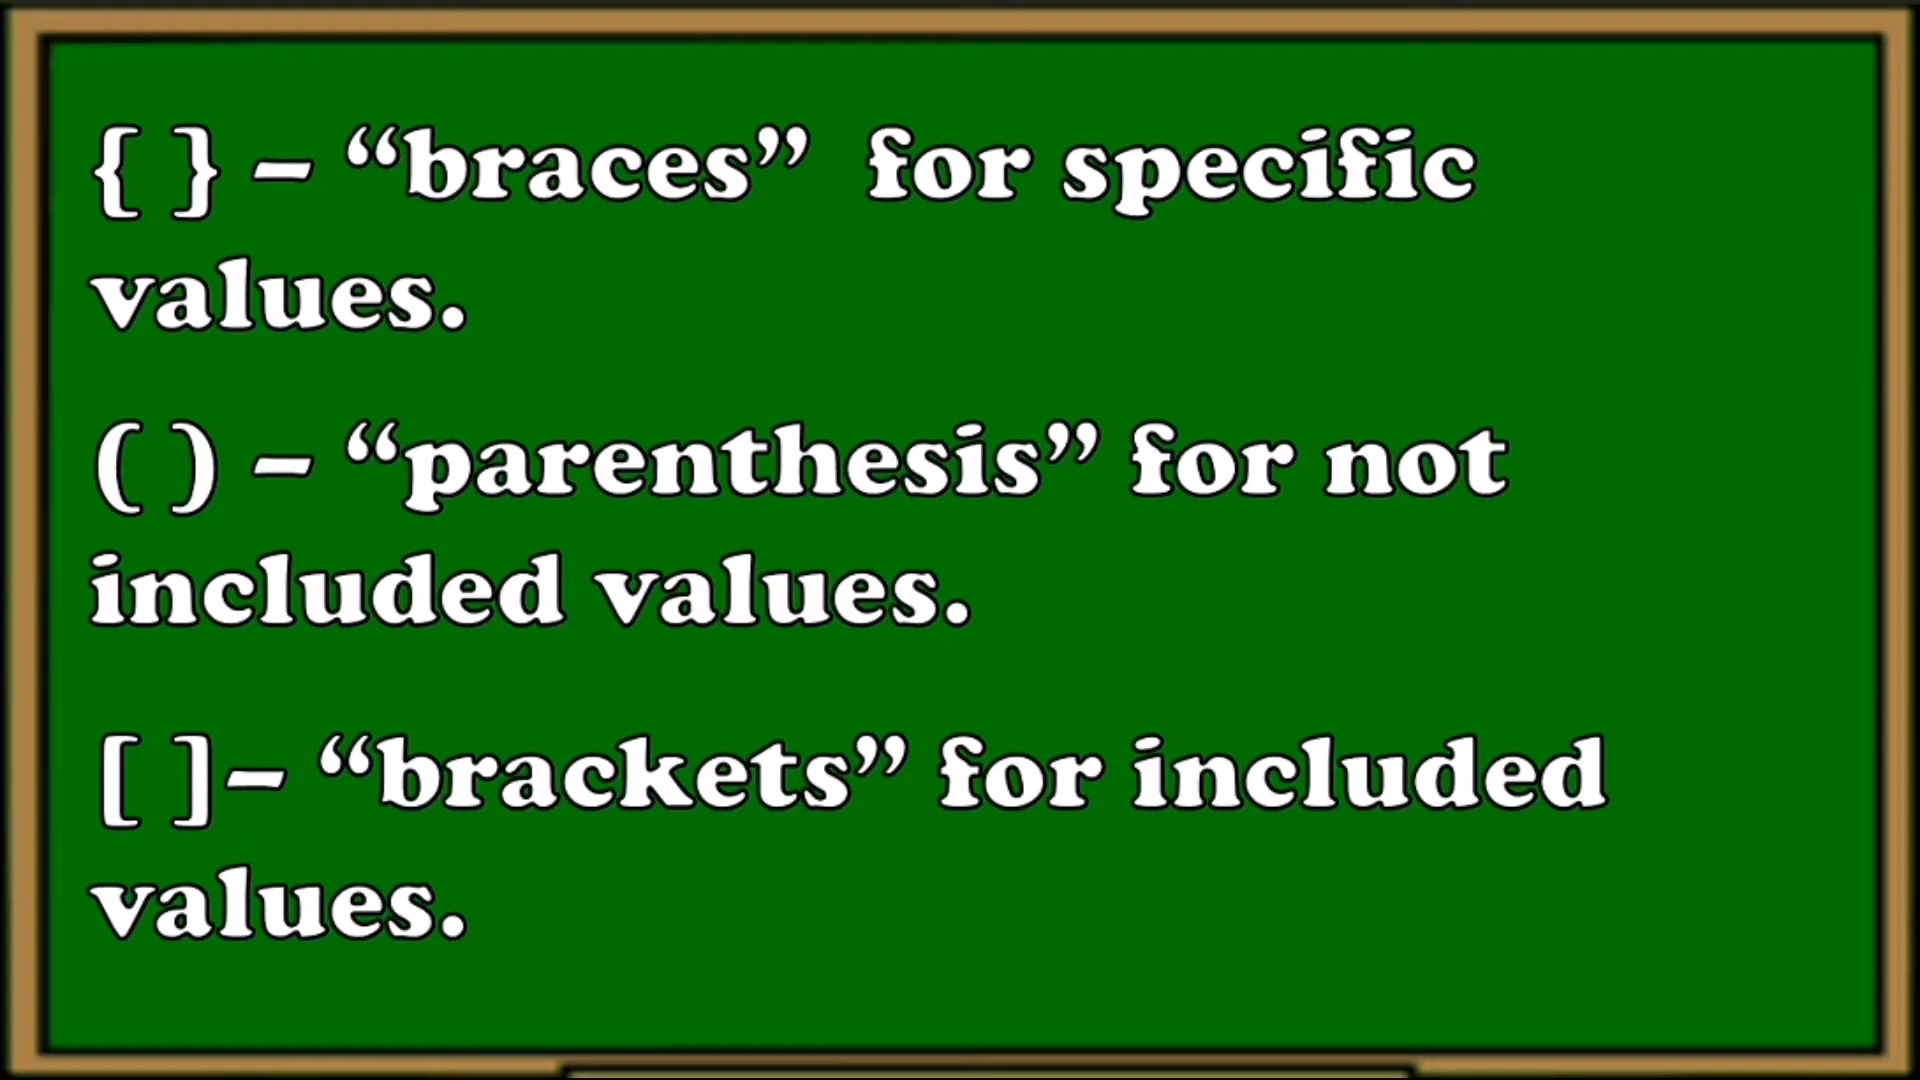 { } – “braces”  for specific
values.
( ) – “parenthesis” for not
included values.
[ ]– “brackets” for included
values.